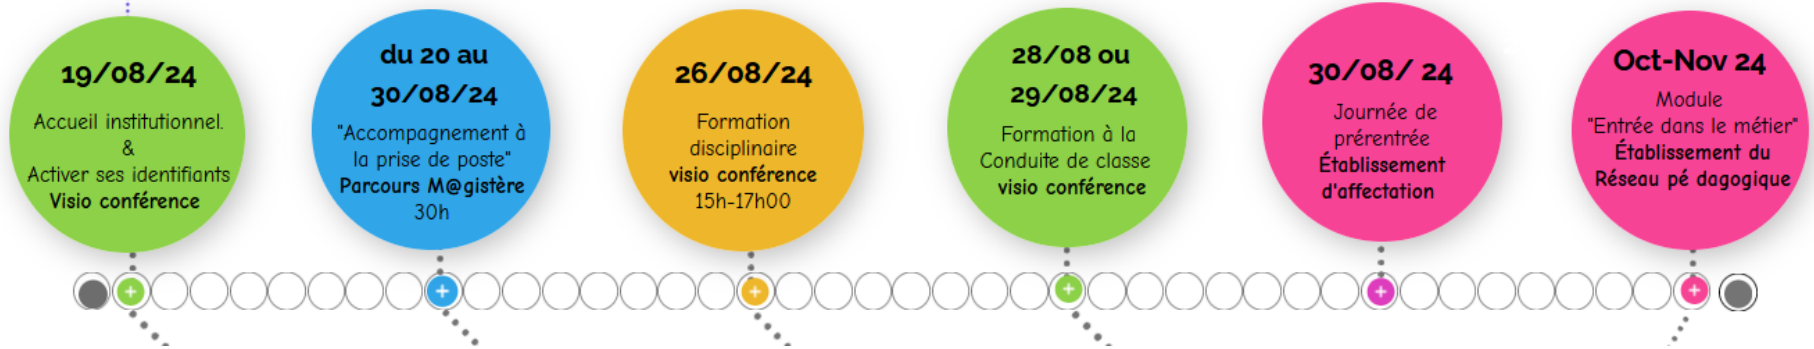 19/08/24
Accueil institutionnel.
&
Activer ses identifiants
Visio conférence
du 20 au
30/08/24
"Accompagnement à
la prise de poste"
Parcours M@gistère
30h
26/08/24
Formation
disciplinaire
visio conférence
15h-17h00
28/08 ou
29/08/24
Formation à la
Conduite de classe
visio conférence
30/08/ 24
Journée de
prérentrée
Établissement
d'affectation
Oct-Nov 24
Module
"Entrée dans le métier"
Établissement du
Réseau pé dagogique